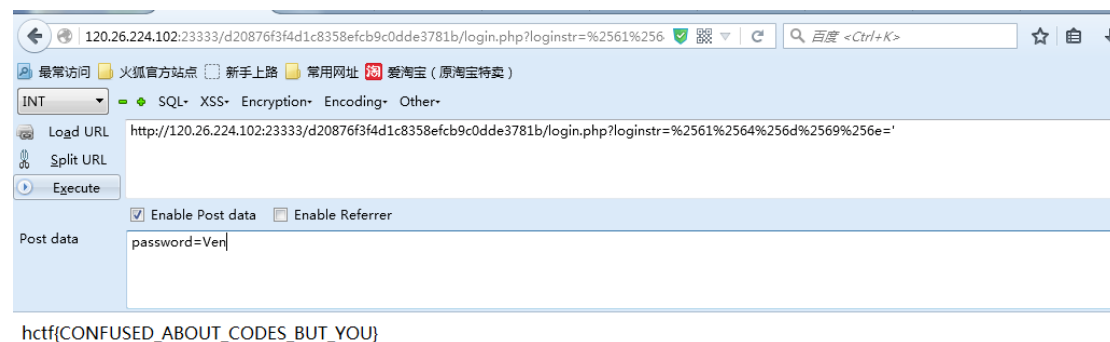 120.26.224.102:23333/d20876f3f4d1c8358efcb9c0dde3781b/login.php?loginstr=%2561%256 百度 <Ctrl+K>
最常访问 火狐官方站点 新手上路 常用网址 淘 爱淘宝（原淘宝特卖）
INT SQL- XSS- Encryption- Encoding- Other-
Load URL http://120.26.224.102:23333/d20876f3f4d1c8358efcb9c0dde3781b/login.php?loginstr=%2561%2564%256d%2569%256e='
Split URL
Execute
Enable Post data Enable Referrer
Post data password=Ven
hctf{CONFUSED_ABOUT_CODES_BUT_YOU}